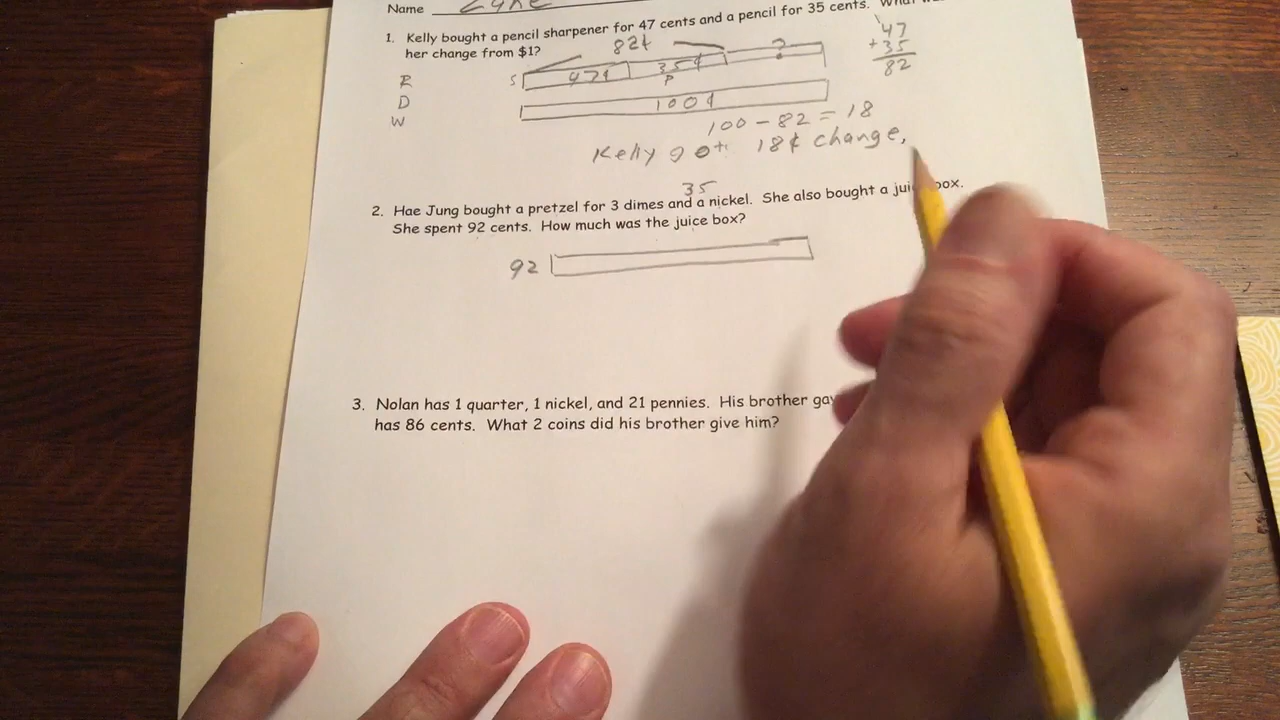 Name Zane
1. Kelly bought a pencil sharpener for 47 cents and a pencil for 35 cents. What
her change from $1?
82¢
?
47
+35
82
R
S 47¢ 35¢
P
D
100¢
W
100 - 82 = 18
Kelly got 18¢ change.
35
2. Hae Jung bought a pretzel for 3 dimes and a nickel. She also bought a juice box.
She spent 92 cents. How much was the juice box?
92
3. Nolan has 1 quarter, 1 nickel, and 21 pennies. His brother
has 86 cents. What 2 coins did his brother give him?